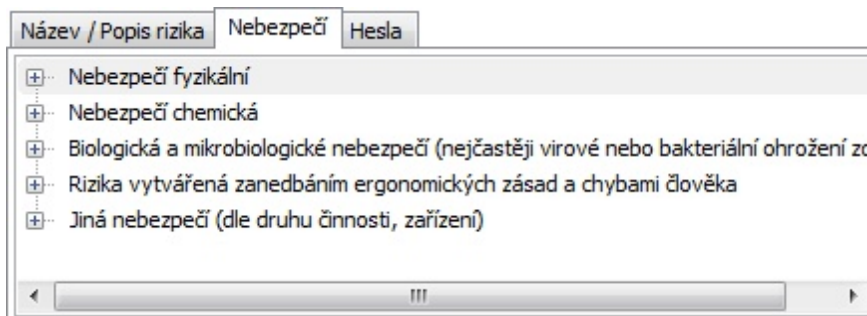 Název / Popis rizika Nebezpečí Hesla
Nebezpečí fyzikální
Nebezpečí chemická
Biologická a mikrobiologické nebezpečí (nejčastěji virové nebo bakteriální ohrožení zd
Rizika vytvářená zanedbáním ergonomických zásad a chybami člověka
Jiná nebezpečí (dle druhu činnosti, zařízení)